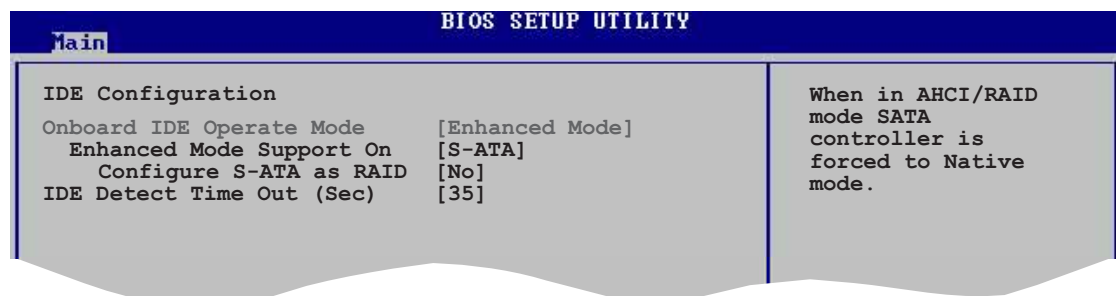 BIOS SETUP UTILITY
Main
IDE Configuration
Onboard IDE Operate Mode [Enhanced Mode]
Enhanced Mode Support On [S-ATA]
Configure S-ATA as RAID [No]
IDE Detect Time Out (Sec) [35]
When in AHCI/RAID
mode SATA
controller is
forced to Native
mode.